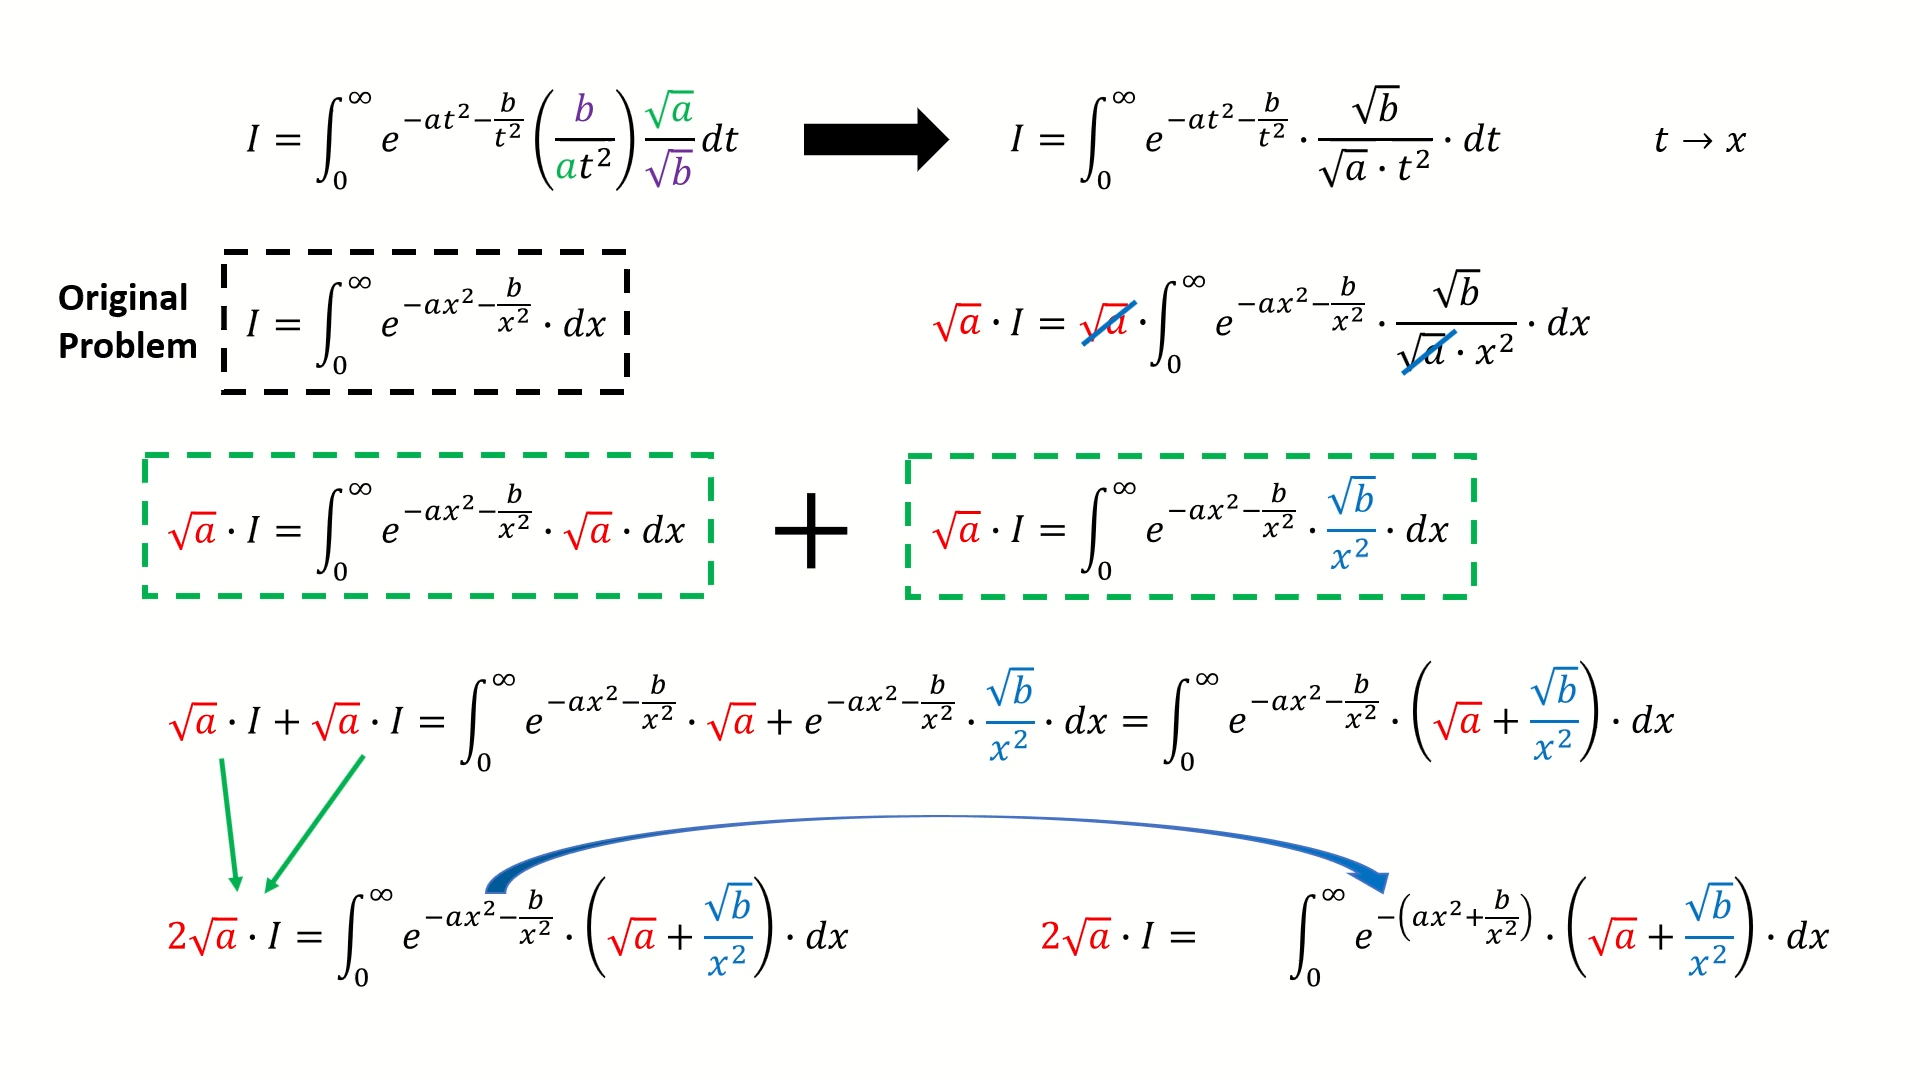 I = ∫₀^∞ e^{−at² − b/t²} (b/(at²)) (√a/√b) dt
I = ∫₀^∞ e^{−at² − b/t²} · √b/(√a · t²) · dt
t → x
Original
Problem
I = ∫₀^∞ e^{−ax² − b/x²} · dx
√a · I = √a · ∫₀^∞ e^{−ax² − b/x²} · √b/(√a · x²) · dx
√a · I = ∫₀^∞ e^{−ax² − b/x²} · √a · dx
+
√a · I = ∫₀^∞ e^{−ax² − b/x²} · √b/x² · dx
√a · I + √a · I = ∫₀^∞ e^{−ax² − b/x²} · √a + e^{−ax² − b/x²} · √b/x² · dx = ∫₀^∞ e^{−ax² − b/x²} · (√a + √b/x²) · dx
2√a · I = ∫₀^∞ e^{−ax² − b/x²} · (√a + √b/x²) · dx
2√a · I = ∫₀^∞ e^{−(ax² + b/x²)} · (√a + √b/x²) · dx